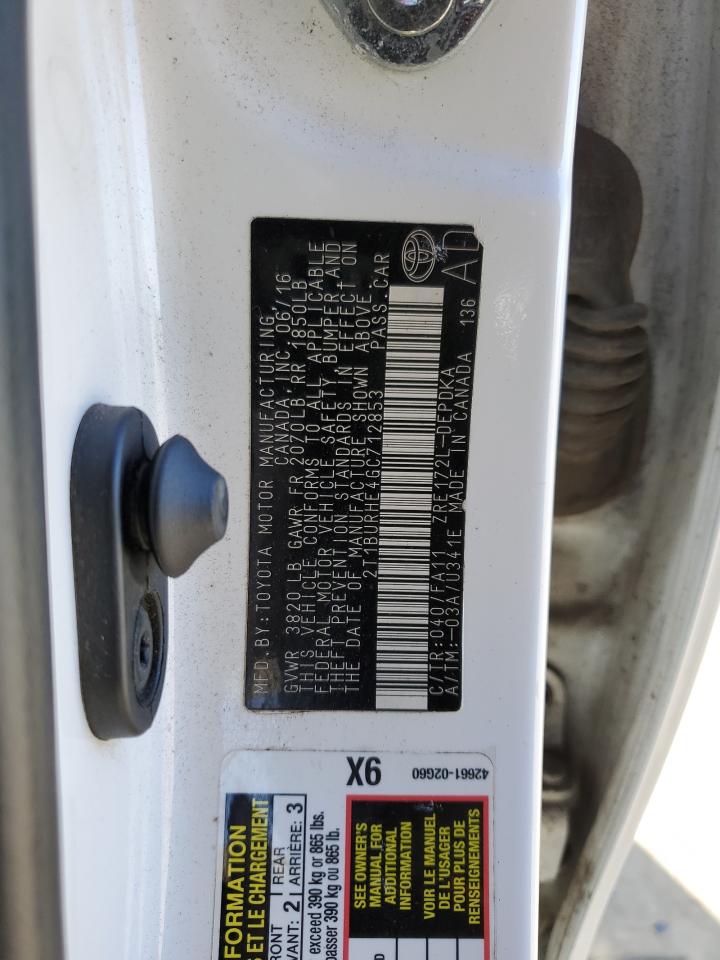 MFD. BY: TOYOTA MOTOR MANUFACTURING
CANADA, INC. 06/16
GVWR 3820LB GAWR FR 2070LB RR 1850LB
THIS VEHICLE CONFORMS TO ALL APPLICABLE
FEDERAL MOTOR VEHICLE SAFETY, BUMPER, AND
THEFT PREVENTION STANDARDS IN EFFECT ON
THE DATE OF MANUFACTURE SHOWN ABOVE.
2T1BURHE4GC712853 PASS.CAR
C/TR:040/FA11 ZRE172L-DEPDKA
A/TM:-03A/U341E MADE IN CANADA 136
AD
9X
42661-02G60
FORMATION
S ET LE CHARGEMENT
RONT
REAR
VANT: 2 ARRIÈRE: 3
exceed 390 kg or 865 lbs.
passer 390 kg ou 865 lb.
SEE OWNER'S
MANUAL FOR
ADDITIONAL
INFORMATION
VOIR LE MANUEL
DE L'USAGER
POUR PLUS DE
RENSEIGNEMENTS
D